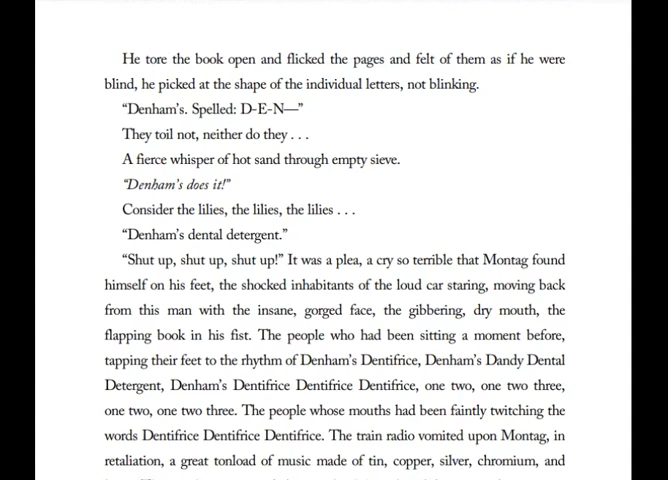 He tore the book open and flicked the pages and felt of them as if he were
blind, he picked at the shape of the individual letters, not blinking.
“Denham’s. Spelled: D-E-N—”
They toil not, neither do they . . .
A fierce whisper of hot sand through empty sieve.
“Denham’s does it!”
Consider the lilies, the lilies, the lilies . . .
“Denham’s dental detergent.”
“Shut up, shut up, shut up!” It was a plea, a cry so terrible that Montag found
himself on his feet, the shocked inhabitants of the loud car staring, moving back
from this man with the insane, gorged face, the gibbering, dry mouth, the
flapping book in his fist. The people who had been sitting a moment before,
tapping their feet to the rhythm of Denham’s Dentifrice, Denham’s Dandy Dental
Detergent, Denham’s Dentifrice Dentifrice Dentifrice, one two, one two three,
one two, one two three. The people whose mouths had been faintly twitching the
words Dentifrice Dentifrice Dentifrice. The train radio vomited upon Montag, in
retaliation, a great tonload of music made of tin, copper, silver, chromium, and